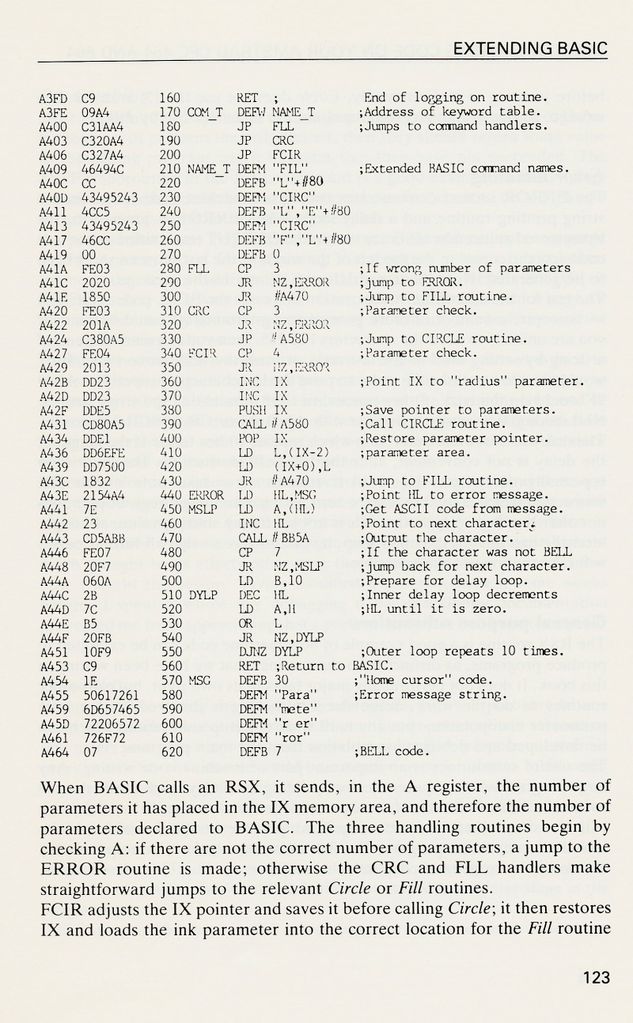 EXTENDING BASIC
A3FD C9 160 RET ; End of logging on routine.
A3FE 09A4 170 COM_T DEFW NAME_T ;Address of keyword table.
A400 C31AA4 180 JP FLL ;Jumps to command handlers.
A403 C320A4 190 JP CRC
A406 C327A4 200 JP FCIR
A409 46494C 210 NAME_T DEFM "FIL" ;Extended BASIC command names.
A40C CC 220 DEFB "L"+#80
A40D 43495243 230 DEFM "CIRC"
A411 4CC5 240 DEFB "L","E"+#80
A413 43495243 250 DEFM "CIRC"
A417 46CC 260 DEFB "F","L"+#80
A419 00 270 DEFB 0
A41A FE03 280 FLL CP 3 ;If wrong number of parameters
A41C 2020 290 JR NZ,ERROR ;jump to ERROR.
A41E 1850 300 JR #A470 ;Jump to FILL routine.
A420 FE03 310 CRC CP 3 ;Parameter check.
A422 201A 320 JR NZ,ERROR
A424 C380A5 330 JP #A580 ;Jump to CIRCLE routine.
A427 FE04 340 FCIR CP 4 ;Parameter check.
A429 2013 350 JR NZ,ERROR
A42B DD23 360 INC IX ;Point IX to "radius" parameter.
A42D DD23 370 INC IX
A42F DDE5 380 PUSH IX ;Save pointer to parameters.
A431 CD80A5 390 CALL #A580 ;Call CIRCLE routine.
A434 DDE1 400 POP IX ;Restore parameter pointer.
A436 DD6EFE 410 LD L,(IX-2) ;parameter area.
A439 DD7500 420 LD (IX+0),L
A43C 1832 430 JR #A470 ;Jump to FILL routine.
A43E 2154A4 440 ERROR LD HL,MSG ;Point HL to error message.
A441 7E 450 MSLP LD A,(HL) ;Get ASCII code from message.
A442 23 460 INC HL ;Point to next character.
A443 CD5ABB 470 CALL #BB5A ;Output the character.
A446 FE07 480 CP 7 ;If the character was not BELL
A448 20F7 490 JR NZ,MSLP ;jump back for next character.
A44A 060A 500 LD B,10 ;Prepare for delay loop.
A44C 2B 510 DYLP DEC HL ;Inner delay loop decrements
A44D 7C 520 LD A,H ;HL until it is zero.
A44E B5 530 OR L
A44F 20FB 540 JR NZ,DYLP
A451 10F9 550 DJNZ DYLP ;Outer loop repeats 10 times.
A453 C9 560 RET ;Return to BASIC.
A454 1E 570 MSG DEFB 30 ;"Home cursor" code.
A455 50617261 580 DEFM "Para" ;Error message string.
A459 6D657465 590 DEFM "mete"
A45D 72206572 600 DEFM "r er"
A461 726F72 610 DEFM "ror"
A464 07 620 DEFB 7 ;BELL code.
When BASIC calls an RSX, it sends, in the A register, the number of
parameters it has placed in the IX memory area, and therefore the number of
parameters declared to BASIC. The three handling routines begin by
checking A: if there are not the correct number of parameters, a jump to the
ERROR routine is made; otherwise the CRC and FLL handlers make
straightforward jumps to the relevant Circle or Fill routines.
FCIR adjusts the IX pointer and saves it before calling Circle; it then restores
IX and loads the ink parameter into the correct location for the Fill routine
123